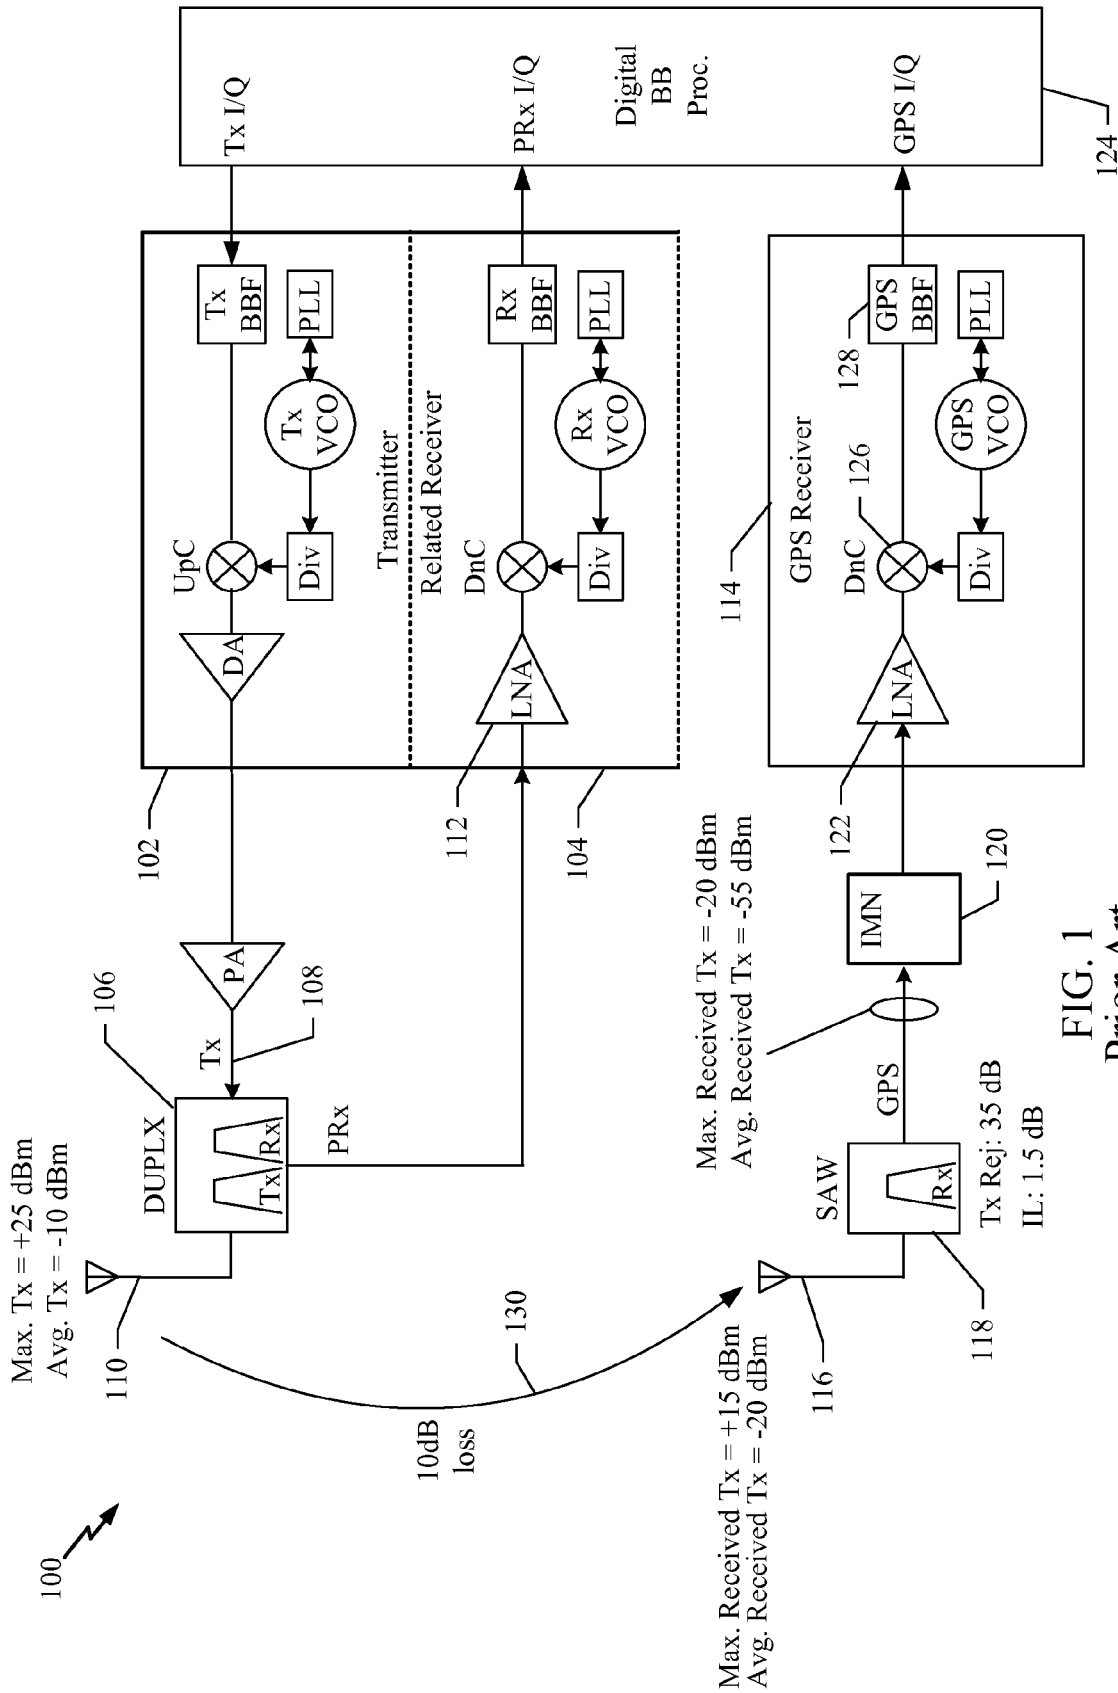 100
Max. Tx = +25 dBm
Avg. Tx = -10 dBm
110
DUPLX
Tx
Rx
106
Tx
108
PRx
PA
102
DA
UpC
Div
Tx
VCO
PLL
Tx
BBF
Tx I/Q
Transmitter
Related Receiver
112
104
LNA
DnC
Div
Rx
VCO
PLL
Rx
BBF
PRx I/Q
Digital
BB
Proc.
10dB
loss
130
Max. Received Tx = +15 dBm
Avg. Received Tx = -20 dBm
116
SAW
Rx
118
Tx Rej: 35 dB
IL: 1.5 dB
GPS
Max. Received Tx = -20 dBm
Avg. Received Tx = -55 dBm
IMN
120
122
LNA
114
GPS Receiver
DnC
126
Div
GPS
VCO
PLL
128
GPS
BBF
GPS I/Q
124
FIG. 1
Prior Art